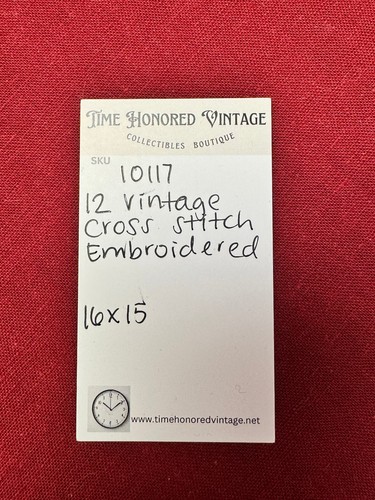 TIME HONORED VINTAGE
COLLECTIBLES BOUTIQUE
SKU
10117
12 vintage
cross stitch
Embroidered
16x15
www.timehonoredvintage.net